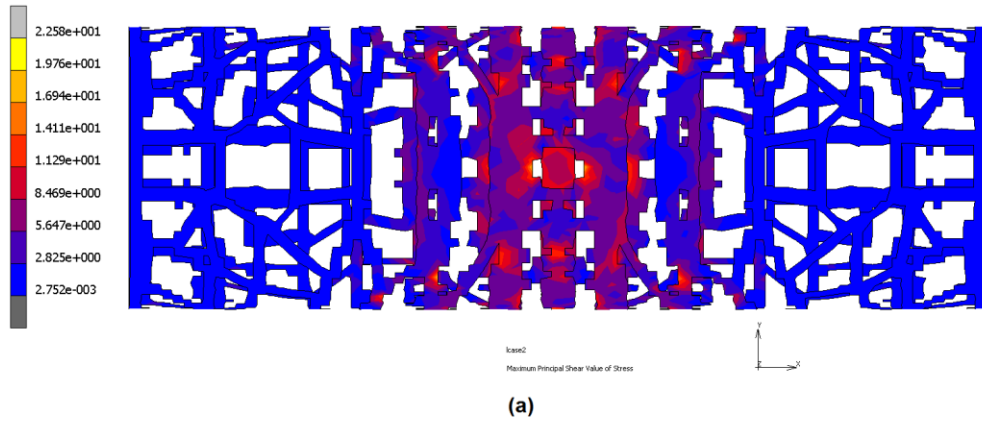 2.258e+001
1.976e+001
1.694e+001
1.411e+001
1.129e+001
8.469e+000
5.647e+000
2.825e+000
2.752e-003
Y
Z
X
lcase2
Maximum Principal Shear Value of Stress
(a)